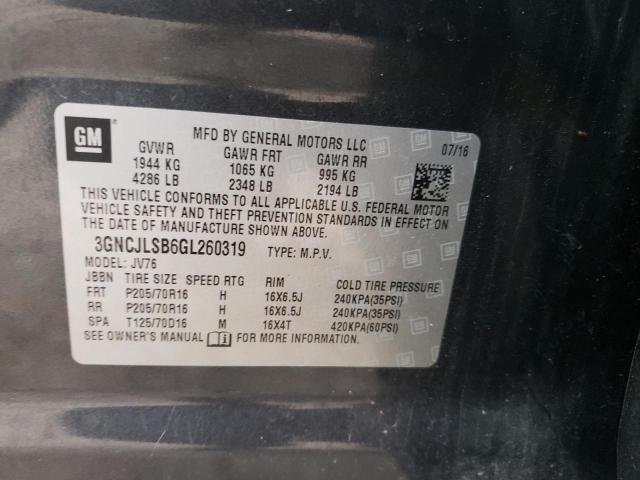 GM
MFD BY GENERAL MOTORS LLC
07/16
GVWR GAWR FRT GAWR RR
1944 KG 1065 KG 995 KG
4286 LB 2348 LB 2194 LB
THIS VEHICLE CONFORMS TO ALL APPLICABLE U.S. FEDERAL MOTOR
VEHICLE SAFETY AND THEFT PREVENTION STANDARDS IN EFFECT ON
THE DATE OF MANUFACTURE SHOWN ABOVE.
3GNCJLSB6GL260319 TYPE: M.P.V.
MODEL: JV76
JBBN TIRE SIZE SPEED RTG RIM COLD TIRE PRESSURE
FRT P205/70R16 H 16X6.5J 240KPA(35PSI)
RR P205/70R16 H 16X6.5J 240KPA(35PSI)
SPA T125/70D16 M 16X4T 420KPA(60PSI)
SEE OWNER'S MANUAL FOR MORE INFORMATION.